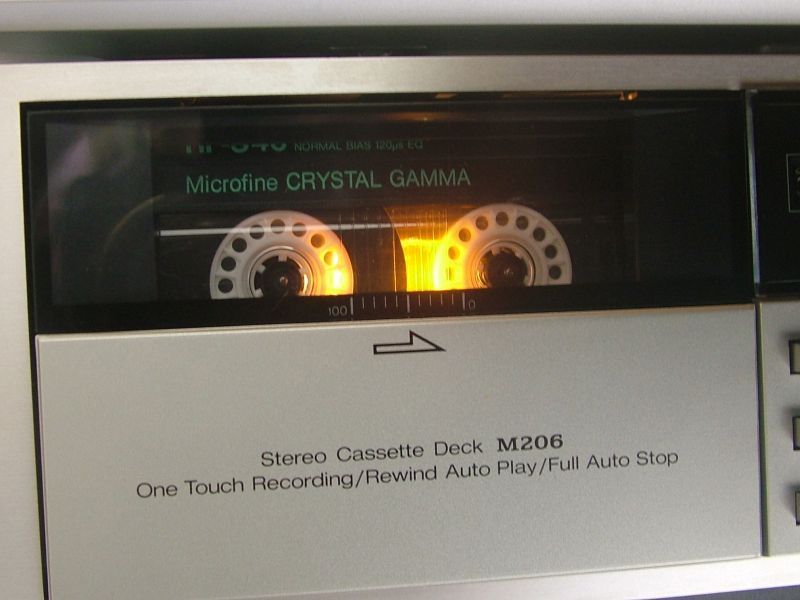 NORMAL BIAS 120µs EQ
Microfine CRYSTAL GAMMA
100 0
Stereo Cassette Deck M206
One Touch Recording/Rewind Auto Play/Full Auto Stop